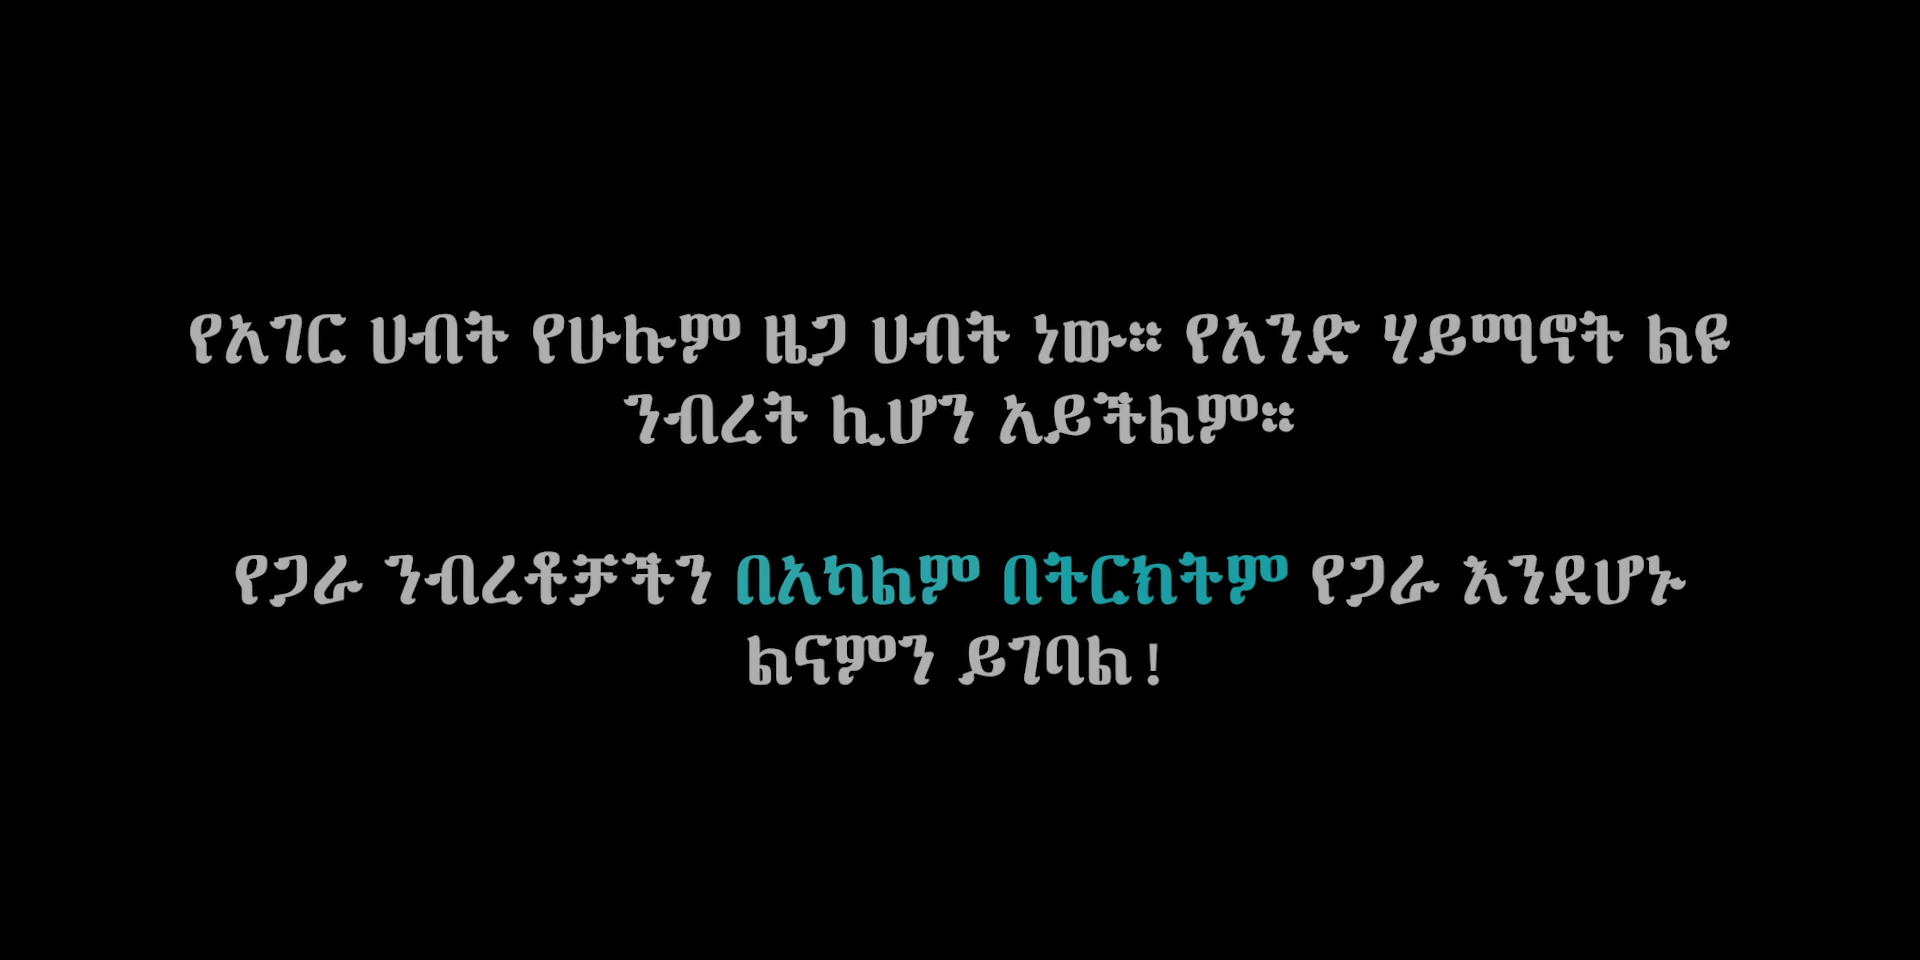 የአገር ሀብት የሁሉም ዜጋ ሀብት ነው። የአንድ ሃይማኖት ልዩ
ንብረት ሊሆን አይችልም።
የጋራ ንብረቶቻችን በአካልም በትርክትም የጋራ እንደሆኑ
ልናምን ይገባል!